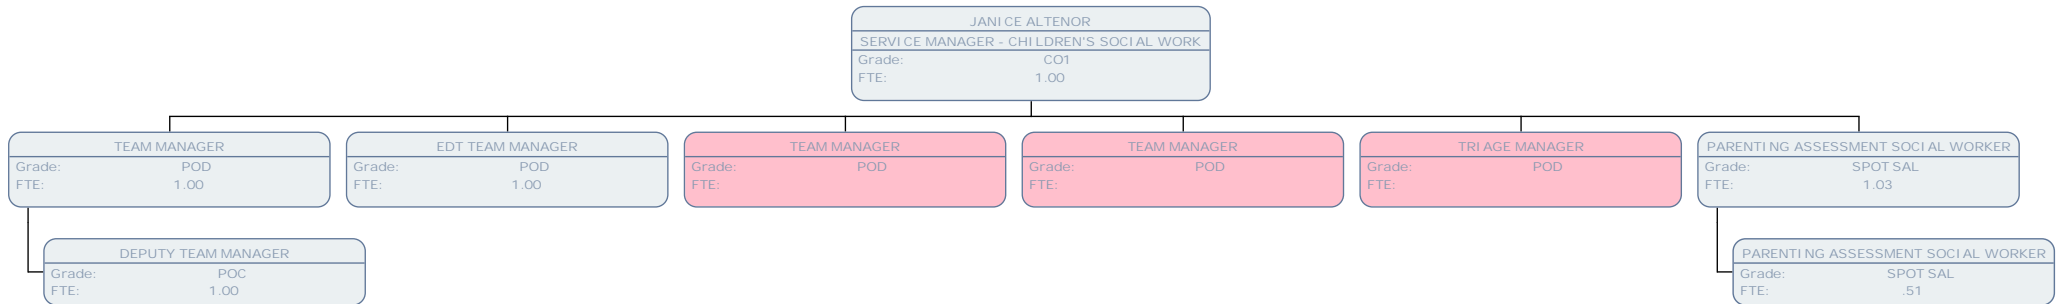 JANICE ALTENOR
SERVICE MANAGER - CHILDREN'S SOCIAL WORK
Grade: CO1
FTE: 1.00
TEAM MANAGER
Grade: POD
FTE: 1.00
EDT TEAM MANAGER
Grade: POD
FTE: 1.00
TEAM MANAGER
Grade: POD
FTE:
TEAM MANAGER
Grade: POD
FTE:
TRIAGE MANAGER
Grade: POD
FTE:
PARENTING ASSESSMENT SOCIAL WORKER
Grade: SPOT SAL
FTE: 1.03
DEPUTY TEAM MANAGER
Grade: POC
FTE: 1.00
PARENTING ASSESSMENT SOCIAL WORKER
Grade: SPOT SAL
FTE: .51